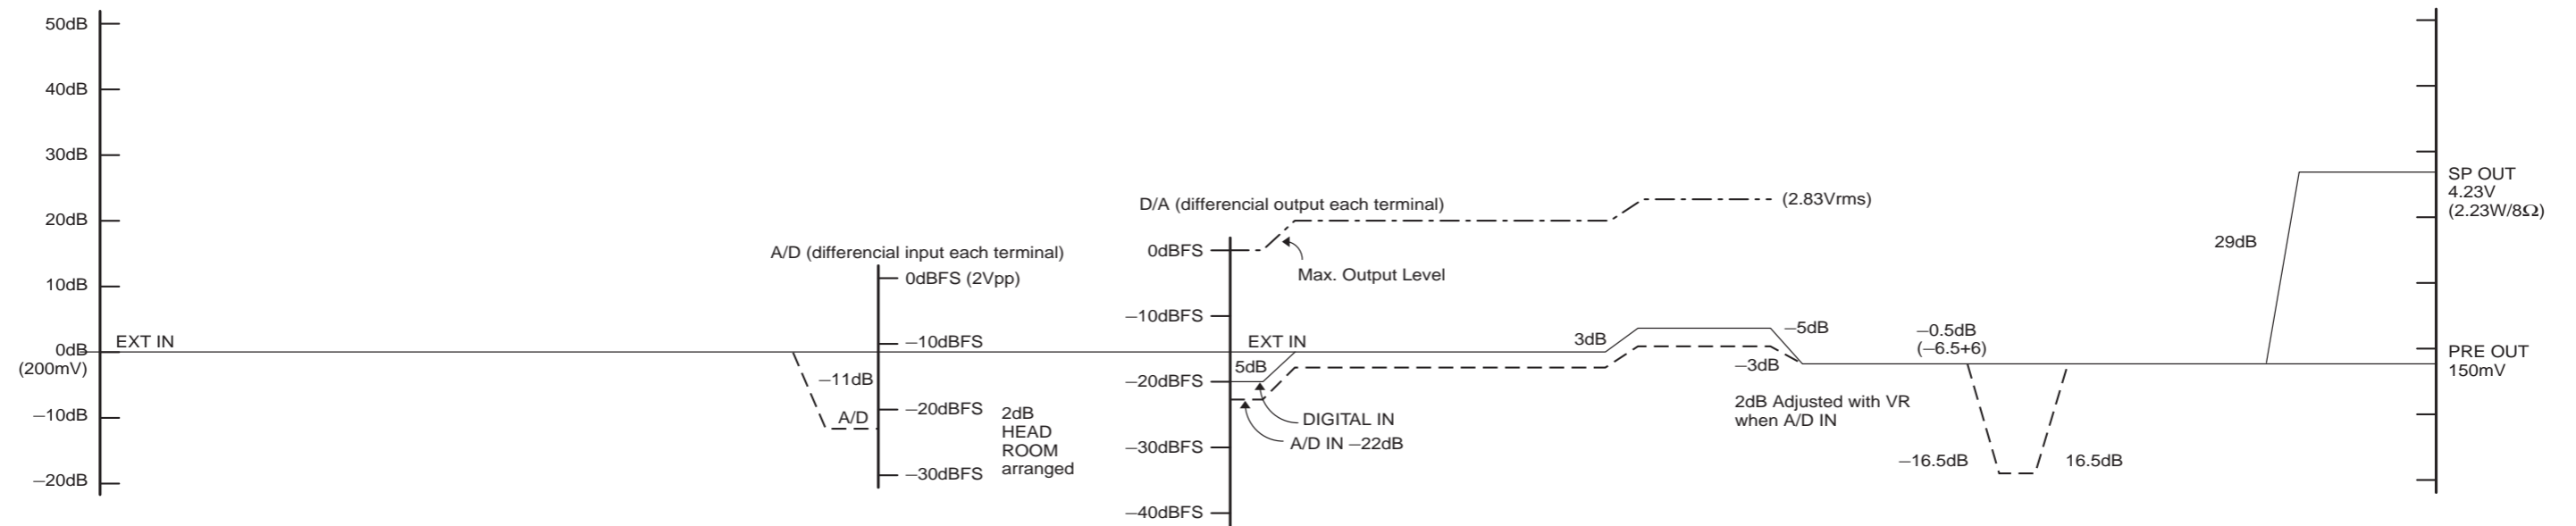 50dB
40dB
30dB
20dB
10dB
0dB
(200mV)
−10dB
−20dB
EXT IN
A/D (differencial input each terminal)
0dBFS (2Vpp)
−10dBFS
−20dBFS
−30dBFS
−11dB
A/D
2dB
HEAD
ROOM
arranged
D/A (differencial output each terminal)
0dBFS
−10dBFS
−20dBFS
−30dBFS
−40dBFS
Max. Output Level
(2.83Vrms)
EXT IN
5dB
DIGITAL IN
A/D IN −22dB
3dB
−5dB
−3dB
2dB Adjusted with VR
when A/D IN
−0.5dB
(−6.5+6)
−16.5dB
16.5dB
29dB
SP OUT
4.23V
(2.23W/8Ω)
PRE OUT
150mV